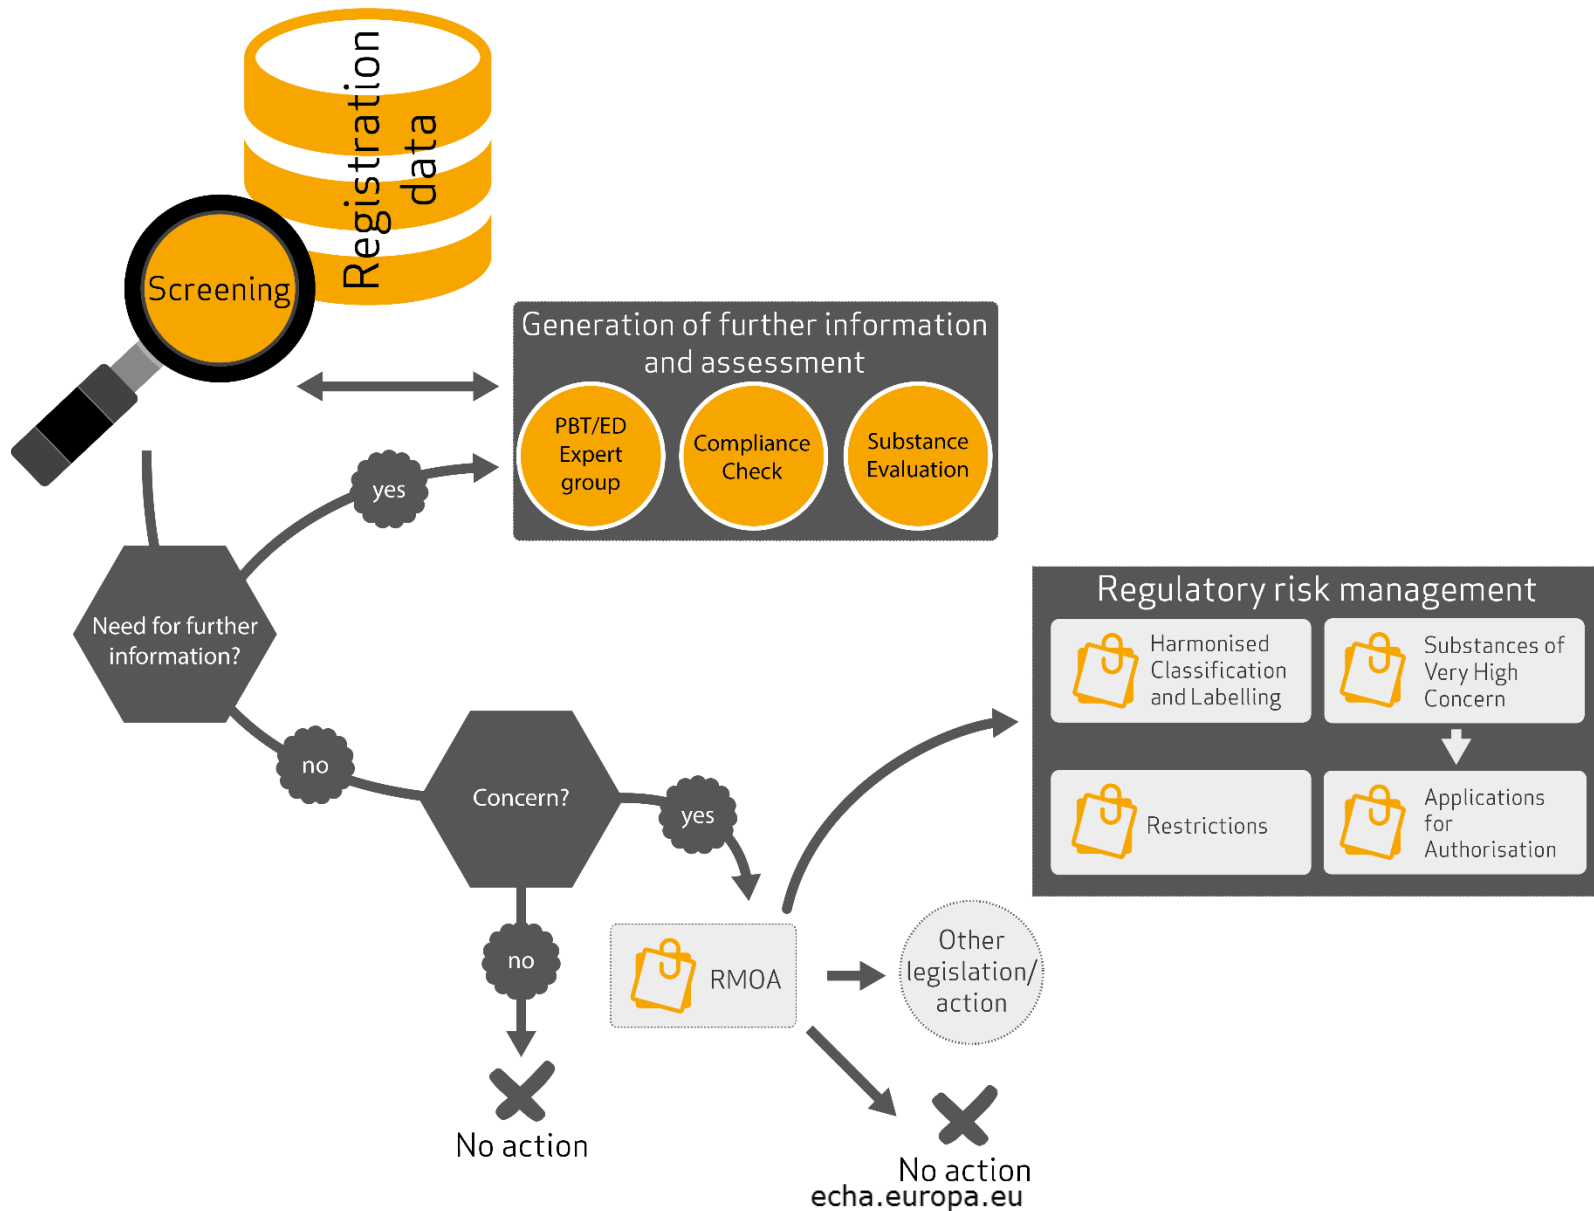 Registration
data
Screening
Generation of further information
and assessment
PBT/ED
Expert
group
Compliance
Check
Substance
Evaluation
yes
Need for further
information?
no
Concern?
yes
no
No action
RMOA
Regulatory risk management
Harmonised
Classification
and Labelling
Substances of
Very High
Concern
Restrictions
Applications
for
Authorisation
Other
legislation/
action
No action
echa.europa.eu